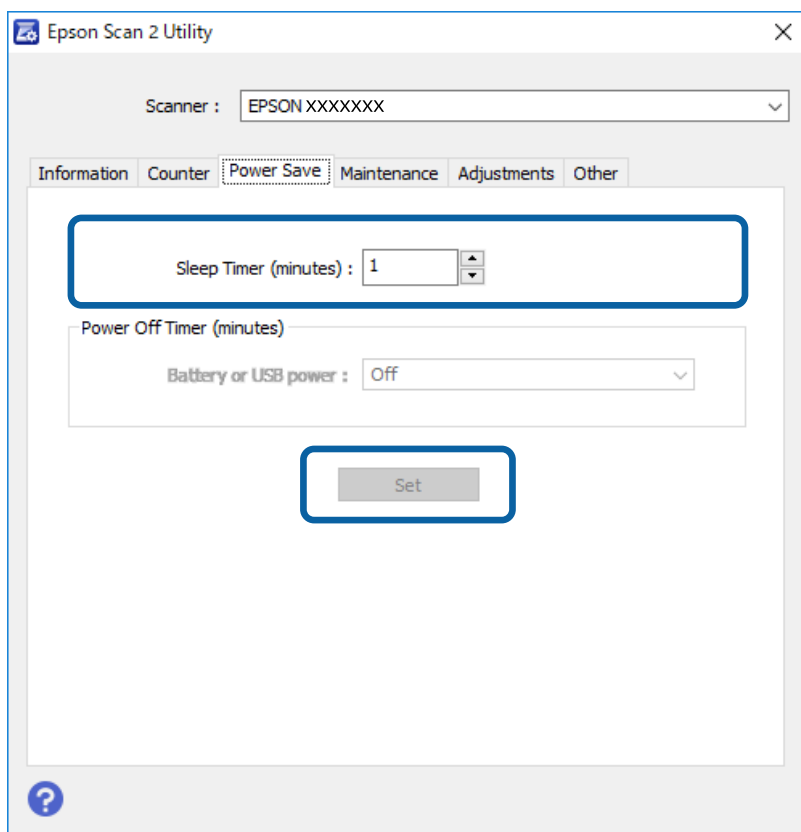 Epson Scan 2 Utility
Scanner : EPSON XXXXXXX
Information Counter Power Save Maintenance Adjustments Other
Sleep Timer (minutes) : 1
Power Off Timer (minutes)
Battery or USB power : Off
Set
?